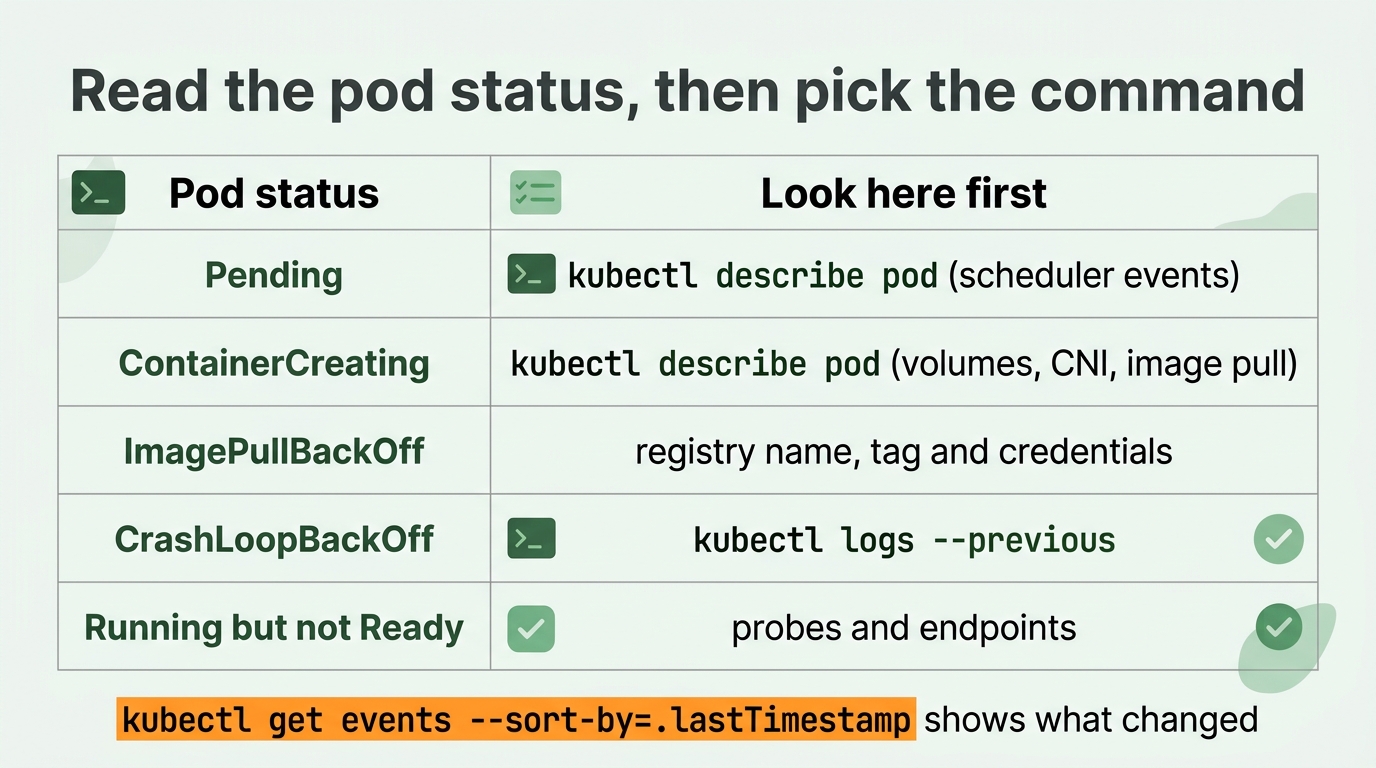 Read the pod status, then pick the command
Pod status
Look here first
Pending
kubectl describe pod (scheduler events)
ContainerCreating
kubectl describe pod (volumes, CNI, image pull)
ImagePullBackOff
registry name, tag and credentials
CrashLoopBackOff
kubectl logs --previous
Running but not Ready
probes and endpoints
kubectl get events --sort-by=.lastTimestamp shows what changed